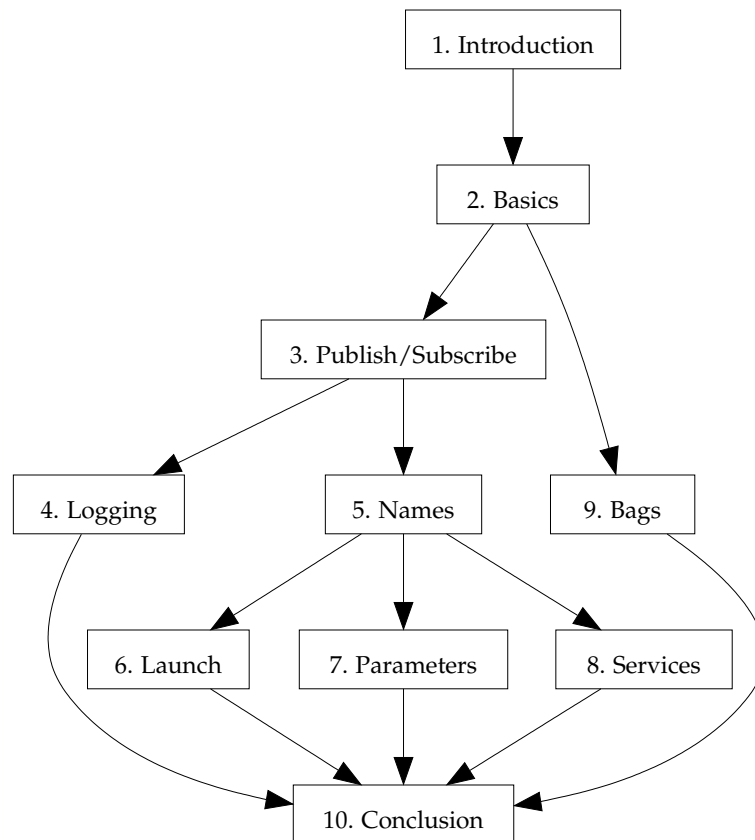 1. Introduction
2. Basics
3. Publish/Subscribe
4. Logging
5. Names
9. Bags
6. Launch
7. Parameters
8. Services
10. Conclusion